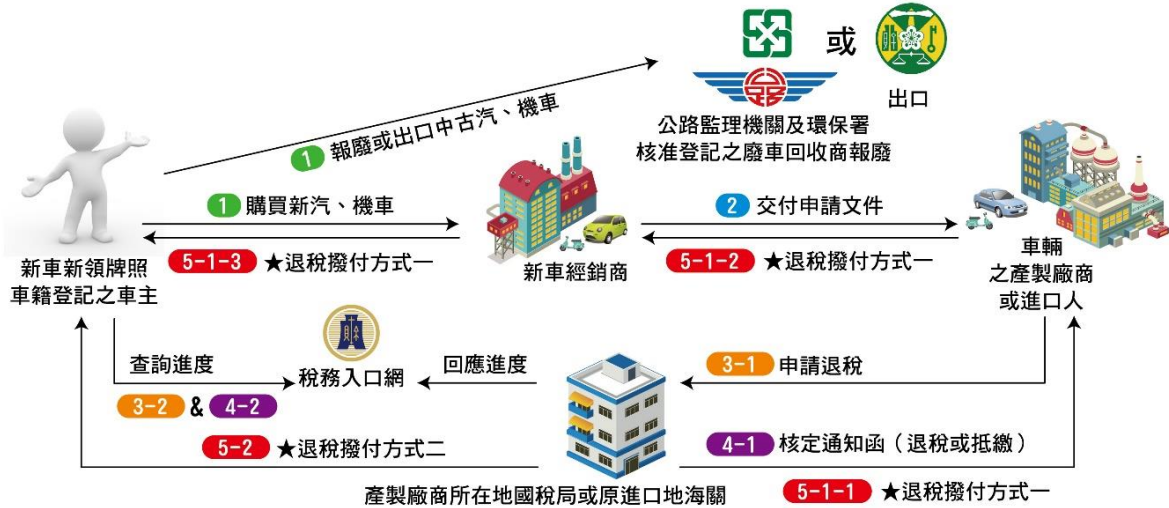 或
出口
公路監理機關及環保署
核准登記之廢車回收商報廢
1 報廢或出口中古汽、機車
1 購買新汽、機車
2 交付申請文件
5-1-3 ★退稅撥付方式一
新車經銷商
5-1-2 ★退稅撥付方式一
新車新領牌照
車籍登記之車主
車輛
之產製廠商
或進口人
查詢進度
稅務入口網
回應進度
3-1 申請退稅
3-2 & 4-2
5-2 ★退稅撥付方式二
4-1 核定通知函（退稅或抵繳）
產製廠商所在地國稅局或原進口地海關
5-1-1 ★退稅撥付方式一